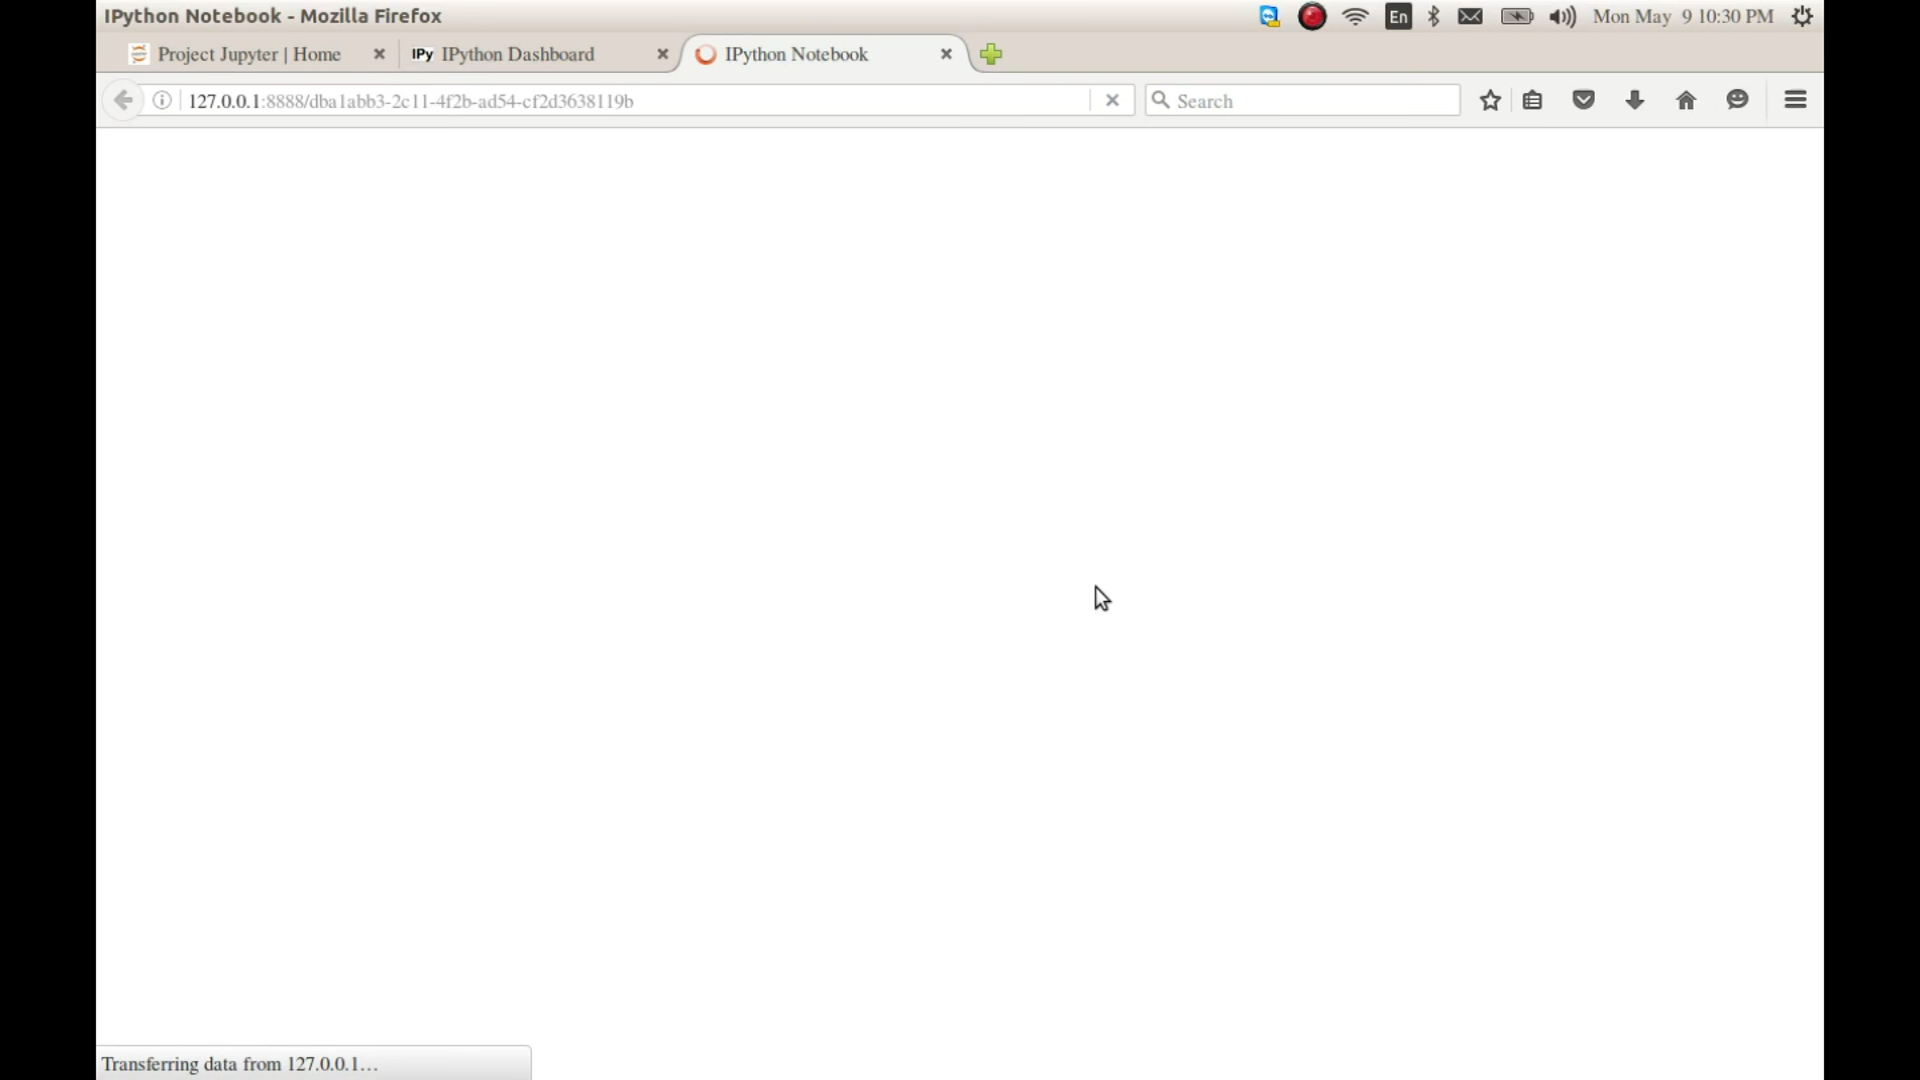 IPython Notebook - Mozilla Firefox
En
Mon May 9 10:30 PM
Project Jupyter | Home
IPy IPython Dashboard
IPython Notebook
127.0.0.1:8888/dba1abb3-2c11-4f2b-ad54-cf2d3638119b
Search
Transferring data from 127.0.0.1...